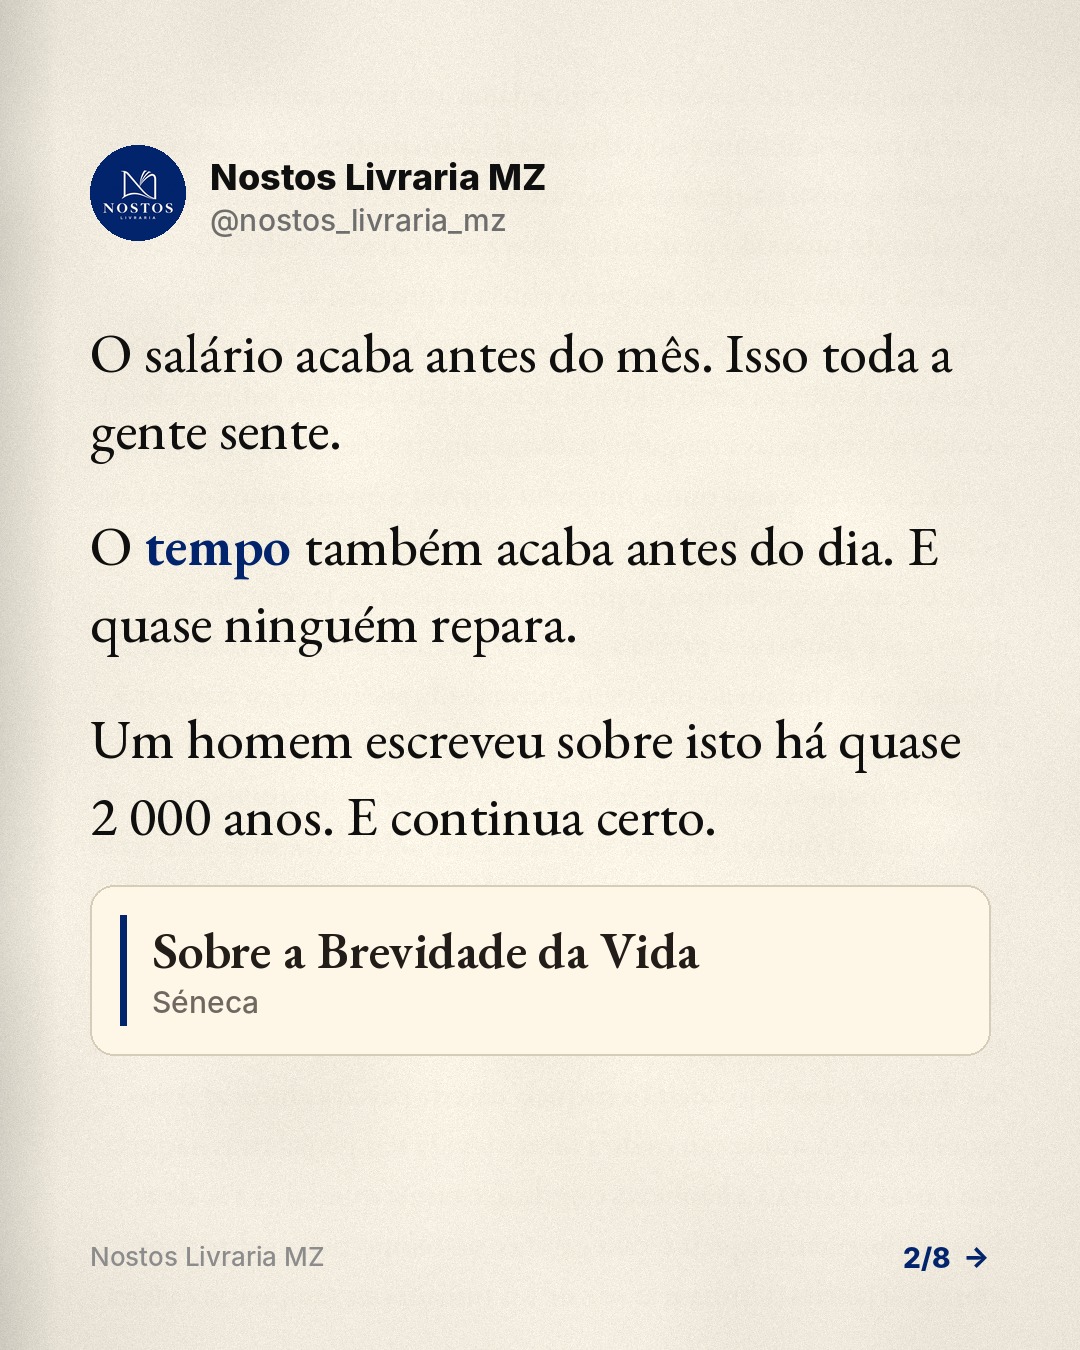 NOSTOS
LIVRARIA
Nostos Livraria MZ
@nostos_livraria_mz
O salário acaba antes do mês. Isso toda a
gente sente.
O tempo também acaba antes do dia. E
quase ninguém repara.
Um homem escreveu sobre isto há quase
2 000 anos. E continua certo.
Sobre a Brevidade da Vida
Séneca
Nostos Livraria MZ
2/8 →